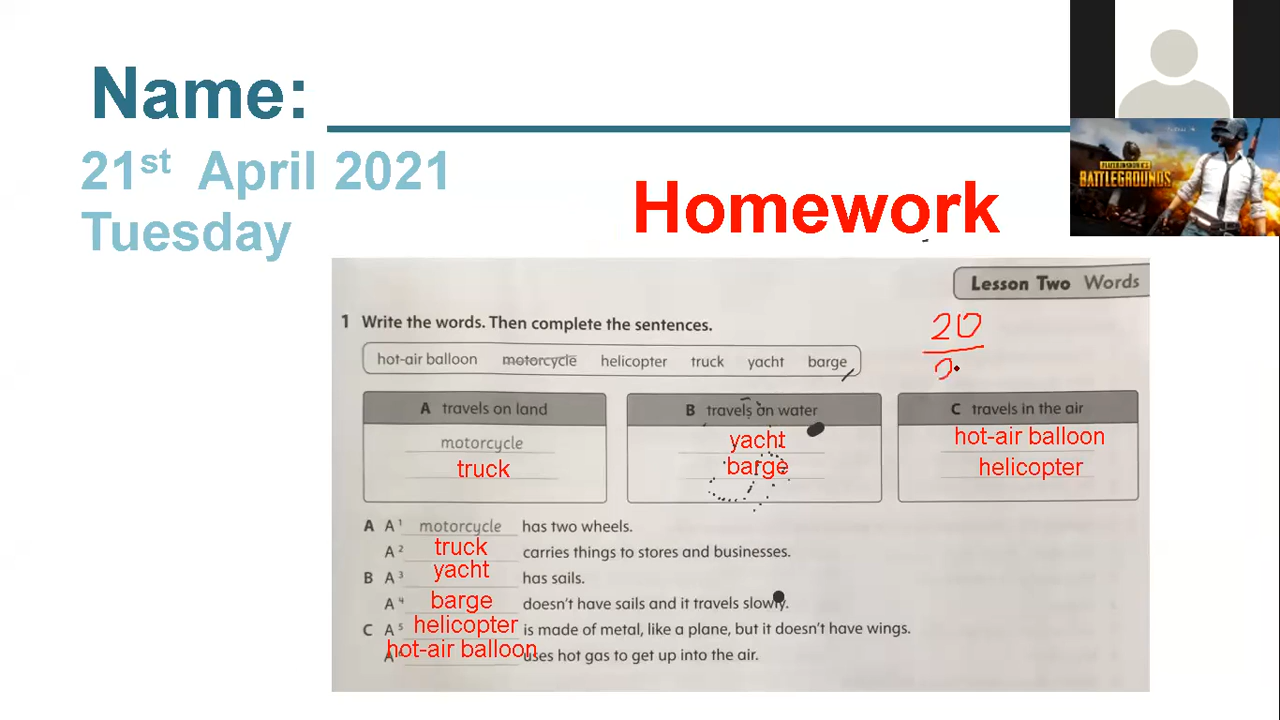 Name:
21st April 2021
Tuesday
Homework
BATTLEGROUNDS
Lesson Two Words
20
1 Write the words. Then complete the sentences.
hot-air balloon motorcycle helicopter truck yacht barge
A travels on land
motorcycle
truck
B travels on water
yacht
barge
C travels in the air
hot-air balloon
helicopter
A A 1 motorcycle has two wheels.
A 2 truck carries things to stores and businesses.
B A 3 yacht has sails.
A 4 barge doesn't have sails and it travels slowly.
C A 5 helicopter is made of metal, like a plane, but it doesn't have wings.
A hot-air balloon uses hot gas to get up into the air.